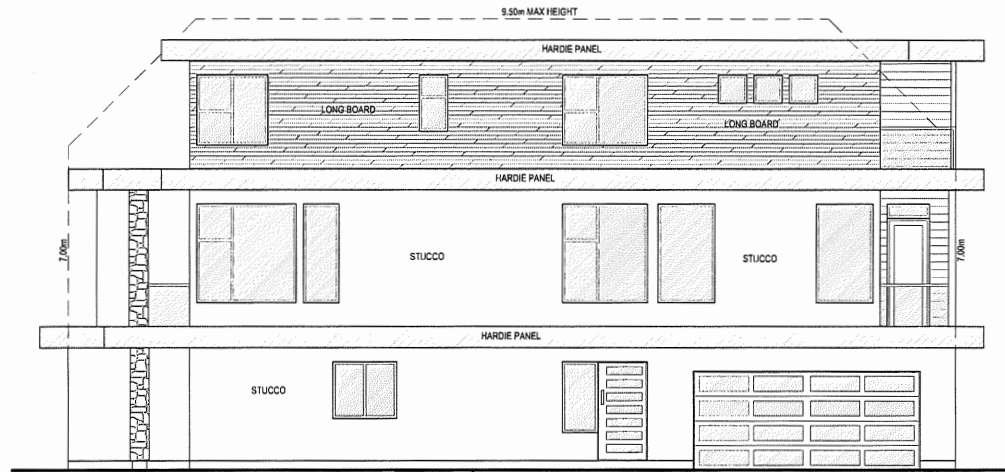 9.50m MAX HEIGHT
HARDIE PANEL
LONG BOARD
LONG BOARD
HARDIE PANEL
7.00m
STUCCO
STUCCO
7.00m
HARDIE PANEL
STUCCO